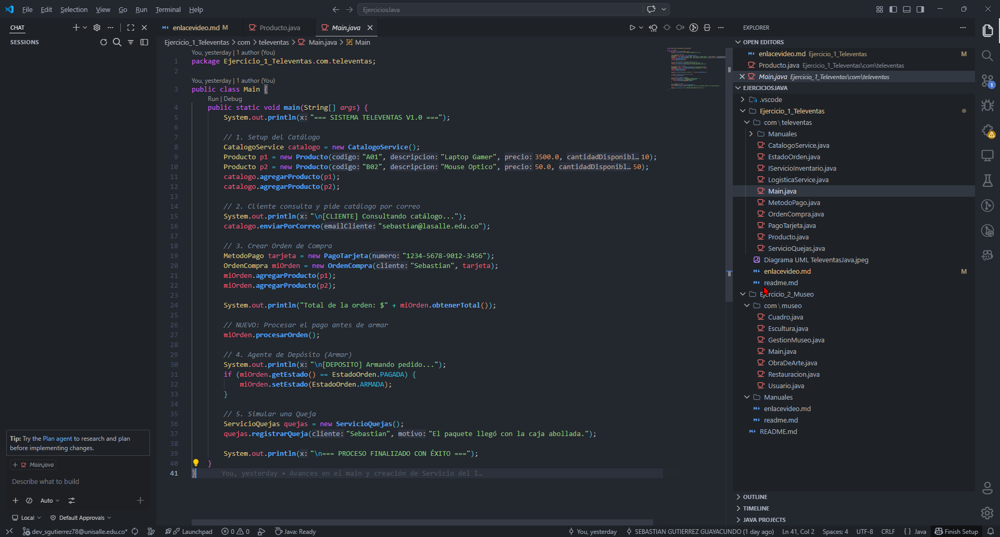 File Edit Selection View Go Run Terminal Help
EjerciciosJava
CHAT
SESSIONS
Tip: Try the Plan agent to research and plan
before implementing changes.
Main.java
Describe what to build
Auto
Local Default Approvals
enlacevideo.md M Producto.java Main.java
Ejercicio_1_Televentas > com > televentas > Main.java > Main
You, yesterday | 1 author (You)
1 package Ejercicio_1_Televentas.com.televentas;
2
You, yesterday | 1 author (You)
3 public class Main {
Run | Debug
4 public static void main(String[] args) {
5 System.out.println(x: "=== SISTEMA TELEVENTAS V1.0 ===");
6
7 // 1. Setup del Catálogo
8 CatalogoService catalogo = new CatalogoService();
9 Producto p1 = new Producto(codigo: "A01", descripcion: "Laptop Gamer", precio: 3500.0, cantidadDisponibl… 10);
10 Producto p2 = new Producto(codigo: "B02", descripcion: "Mouse Optico", precio: 50.0, cantidadDisponibl… 50);
11 catalogo.agregarProducto(p1);
12 catalogo.agregarProducto(p2);
13
14 // 2. Cliente consulta y pide catálogo por correo
15 System.out.println(x: "\n[CLIENTE] Consultando catálogo...");
16 catalogo.enviarPorCorreo(emailCliente: "sebastian@lasalle.edu.co");
17
18 // 3. Crear Orden de Compra
19 MetodoPago tarjeta = new PagoTarjeta(numero: "1234-5678-9012-3456");
20 OrdenCompra miOrden = new OrdenCompra(cliente: "Sebastian", tarjeta);
21 miOrden.agregarProducto(p1);
22 miOrden.agregarProducto(p2);
23
24 System.out.println("Total de la orden: $" + miOrden.obtenerTotal());
25
26 // NUEVO: Procesar el pago antes de armar
27 miOrden.procesarOrden();
28
29 // 4. Agente de Depósito (Armar)
30 System.out.println(x: "\n[DEPOSITO] Armando pedido...");
31 if (miOrden.getEstado() == EstadoOrden.PAGADA) {
32 miOrden.setEstado(EstadoOrden.ARMADA);
33 }
34
35 // 5. Simular una Queja
36 ServicioQuejas quejas = new ServicioQuejas();
37 quejas.registrarQueja(cliente: "Sebastian", motivo: "El paquete llegó con la caja abollada.");
38
39 System.out.println(x: "\n=== PROCESO FINALIZADO CON ÉXITO ===");
40 }
41 } You, yesterday • Avances en el main y creación de Servicio del I…
EXPLORER
OPEN EDITORS
enlacevideo.md Ejercicio_1_Televentas M
Producto.java Ejercicio_1_Televentas\com\televentas
Main.java Ejercicio_1_Televentas\com\televentas
EJERCICIOSJAVA
.vscode
Ejercicio_1_Televentas
com\televentas
Manuales
CatalogoService.java
EstadoOrden.java
IServicioInventario.java
LogisticaService.java
Main.java
MetodoPago.java
OrdenCompra.java
PagoTarjeta.java
Producto.java
ServicioQuejas.java
Diagrama UML TeleventasJava.jpeg
enlacevideo.md M
readme.md
Ejercicio_2_Museo
com\museo
Cuadro.java
Escultura.java
GestionMuseo.java
Main.java
ObraDeArte.java
Restauracion.java
Usuario.java
Manuales
enlacevideo.md
readme.md
README.md
OUTLINE
TIMELINE
JAVA PROJECTS
1
dev_sgutierrez78@unisalle.edu.co* Launchpad 0 0 Java: Ready You, yesterday SEBASTIAN GUTIERREZ GUAYACUNDO (1 day ago) Ln 41, Col 2 Spaces: 4 UTF-8 CRLF { } Java Finish Setup